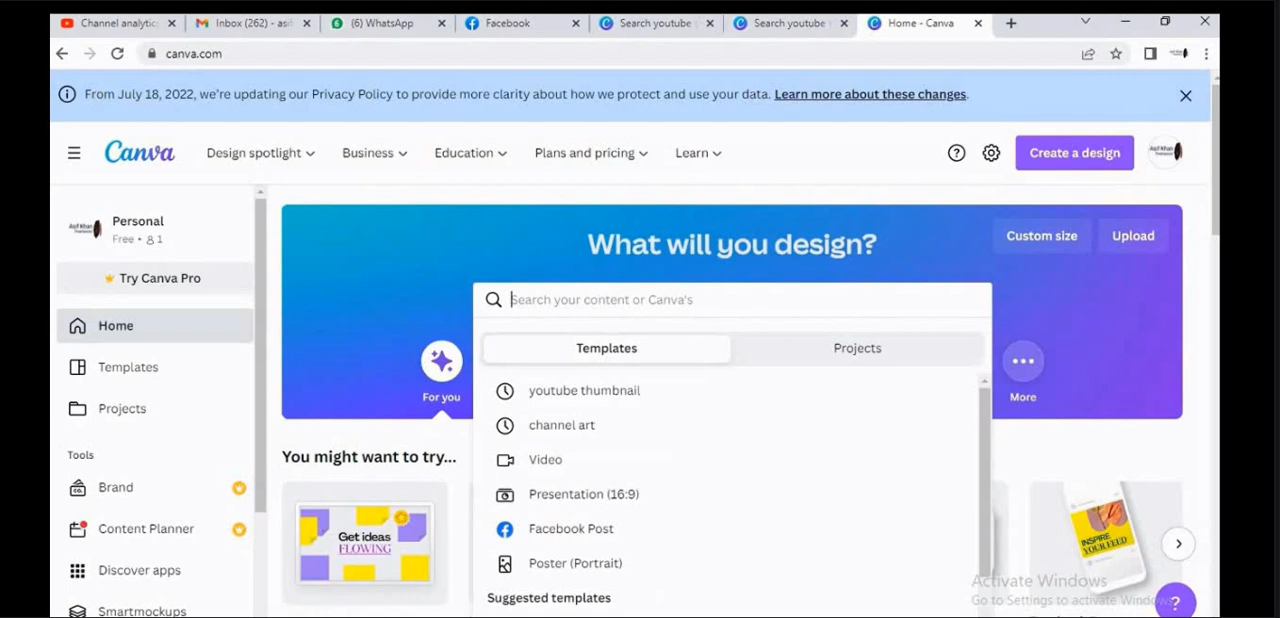 Channel analytic
Inbox (262) - asi
(6) WhatsApp
Facebook
Search youtube
Search youtube
Home - Canva
canva.com
From July 18, 2022, we're updating our Privacy Policy to provide more clarity about how we protect and use your data. Learn more about these changes.
Canva
Design spotlight
Business
Education
Plans and pricing
Learn
Create a design
Asif Khan
Personal
Free • 1
Try Canva Pro
Home
Templates
Projects
Tools
Brand
Content Planner
Discover apps
Smartmockups
What will you design?
Custom size
Upload
Search your content or Canva's
Templates
Projects
youtube thumbnail
channel art
Video
Presentation (16:9)
Facebook Post
Poster (Portrait)
Suggested templates
For you
More
You might want to try...
Get ideas
FLOWING
INSPIRE
YOUR FEED
Activate Windows
Go to Settings to activate Windows
?